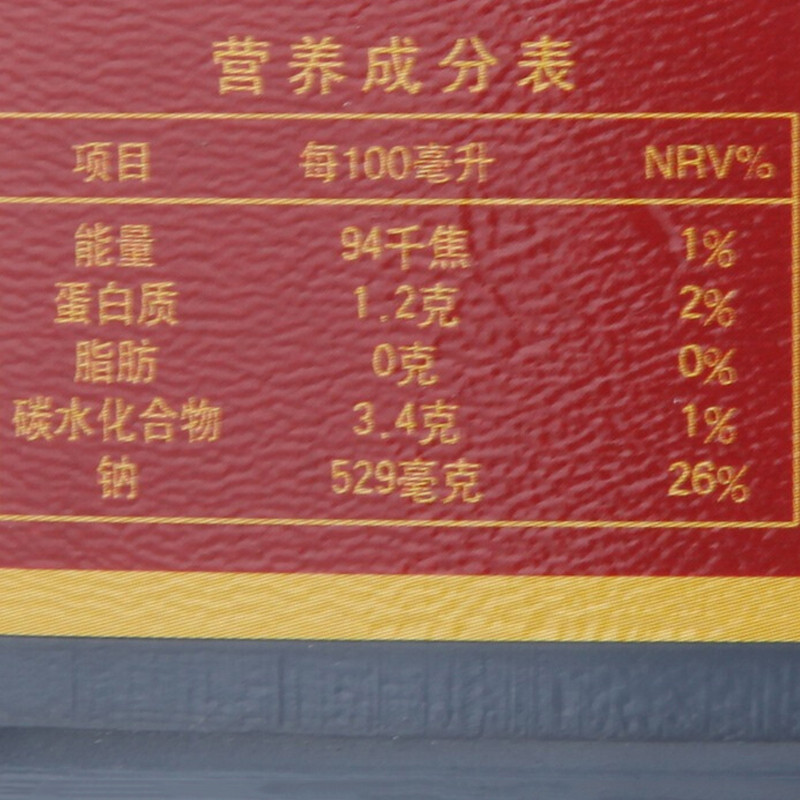 营养成分表
项目 每100毫升 NRV%
能量 94千焦 1%
蛋白质 1.2克 2%
脂肪 0克 0%
碳水化合物 3.4克 1%
钠 529毫克 26%